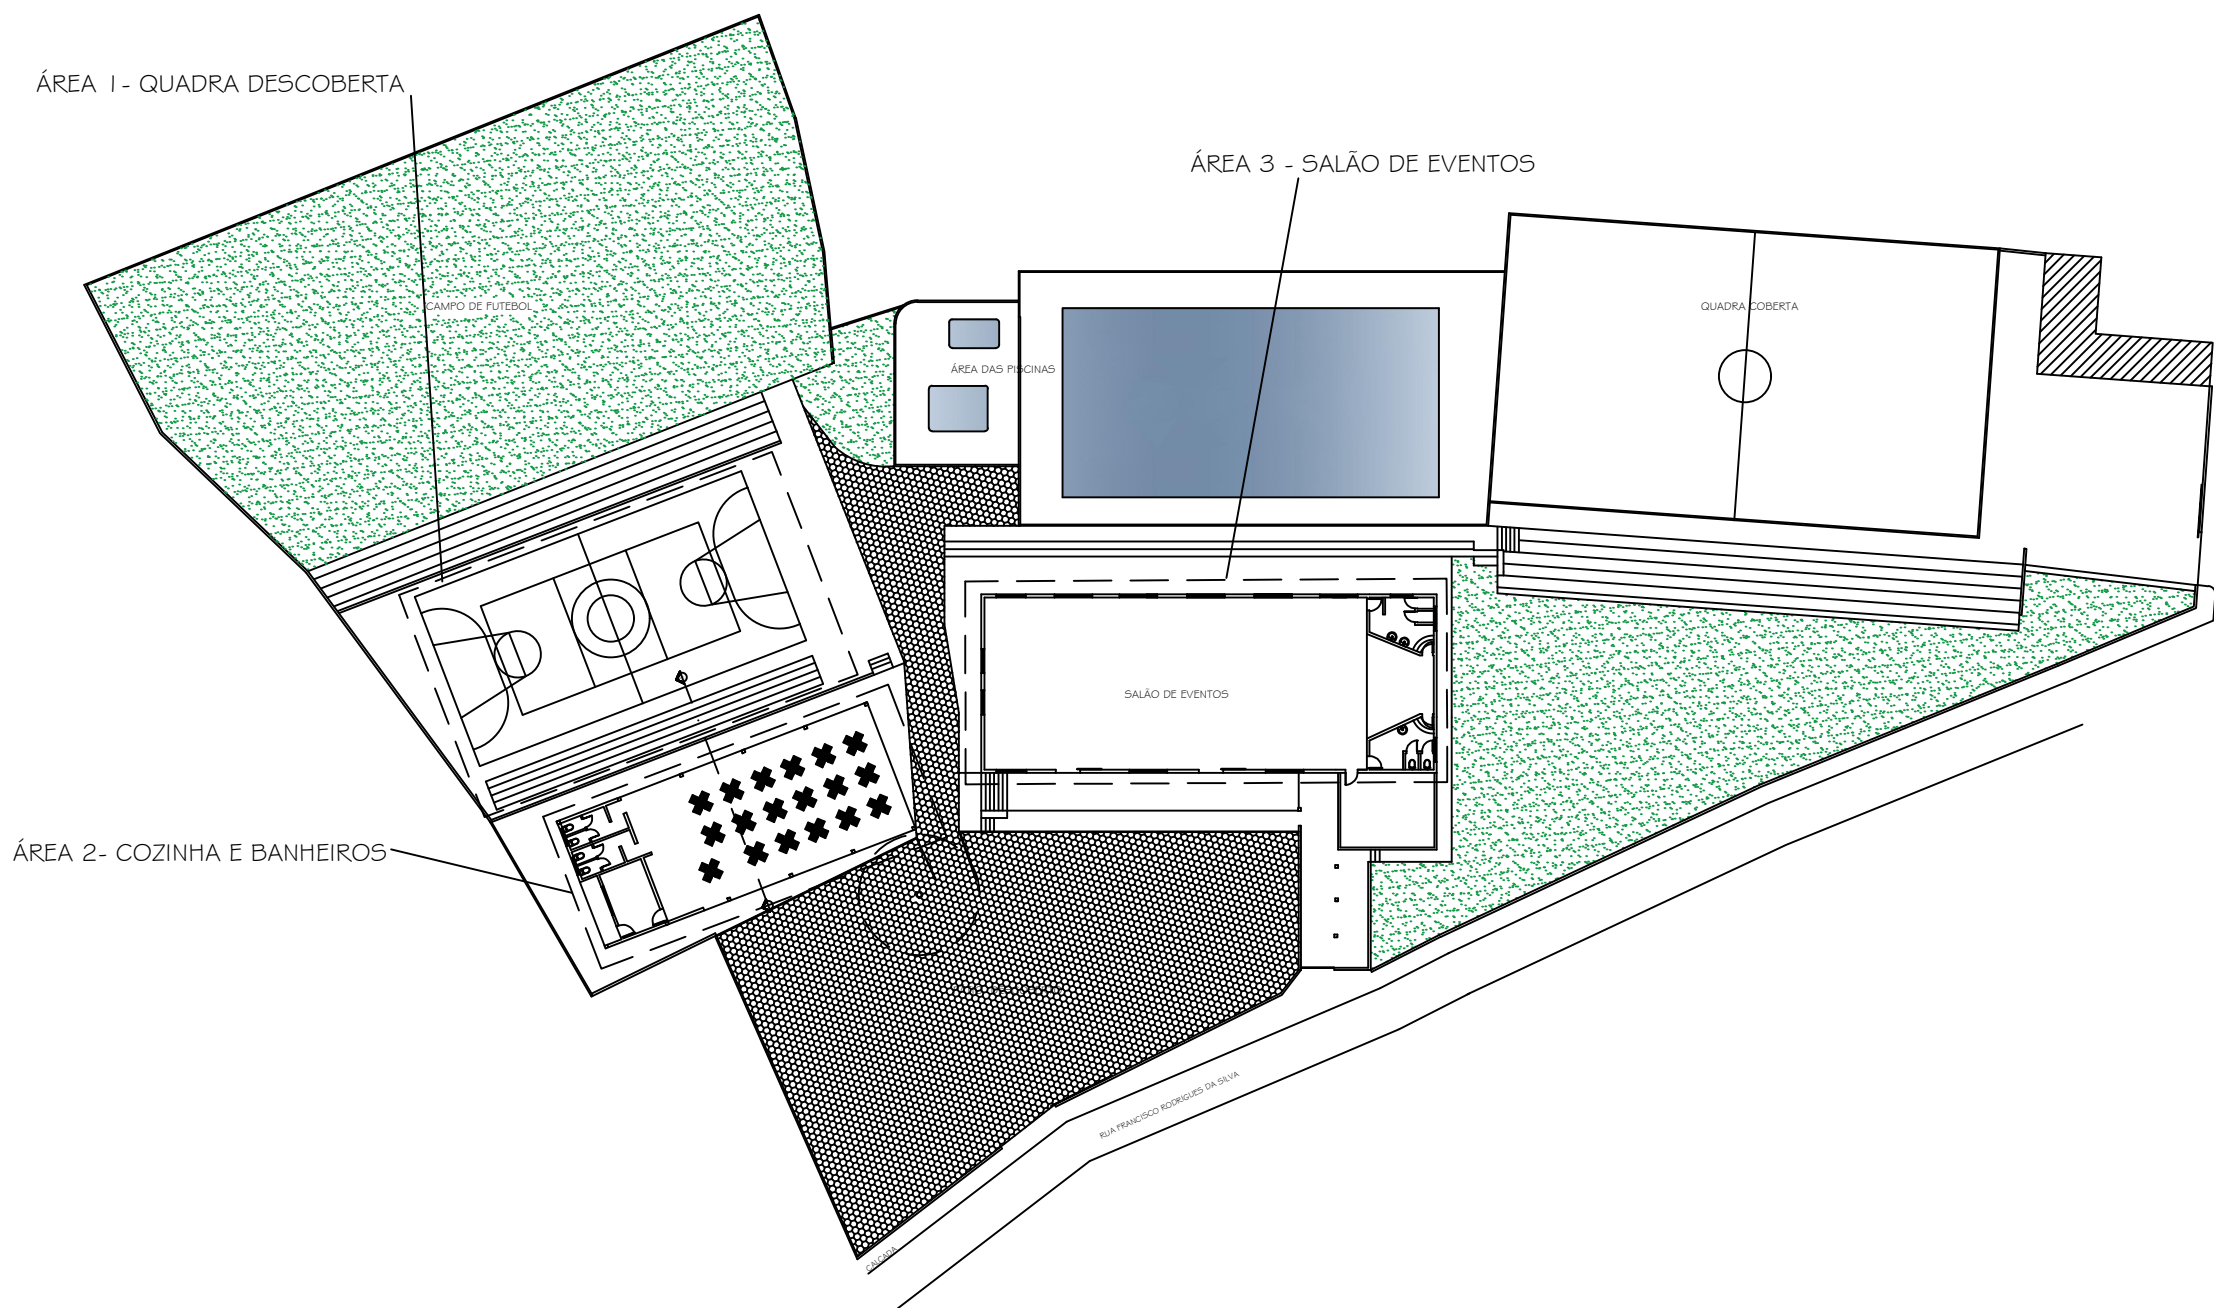 ÁREA 1- QUADRA DESCOBERTA
ÁREA 3 - SALÃO DE EVENTOS
CAMPO DE FUTEBOL
QUADRA COBERTA
ÁREA DAS PISCINAS
SALÃO DE EVENTOS
ÁREA 2- COZINHA E BANHEIROS
RUA FRANCISCO RODRIGUES DA SILVA
CALÇADA